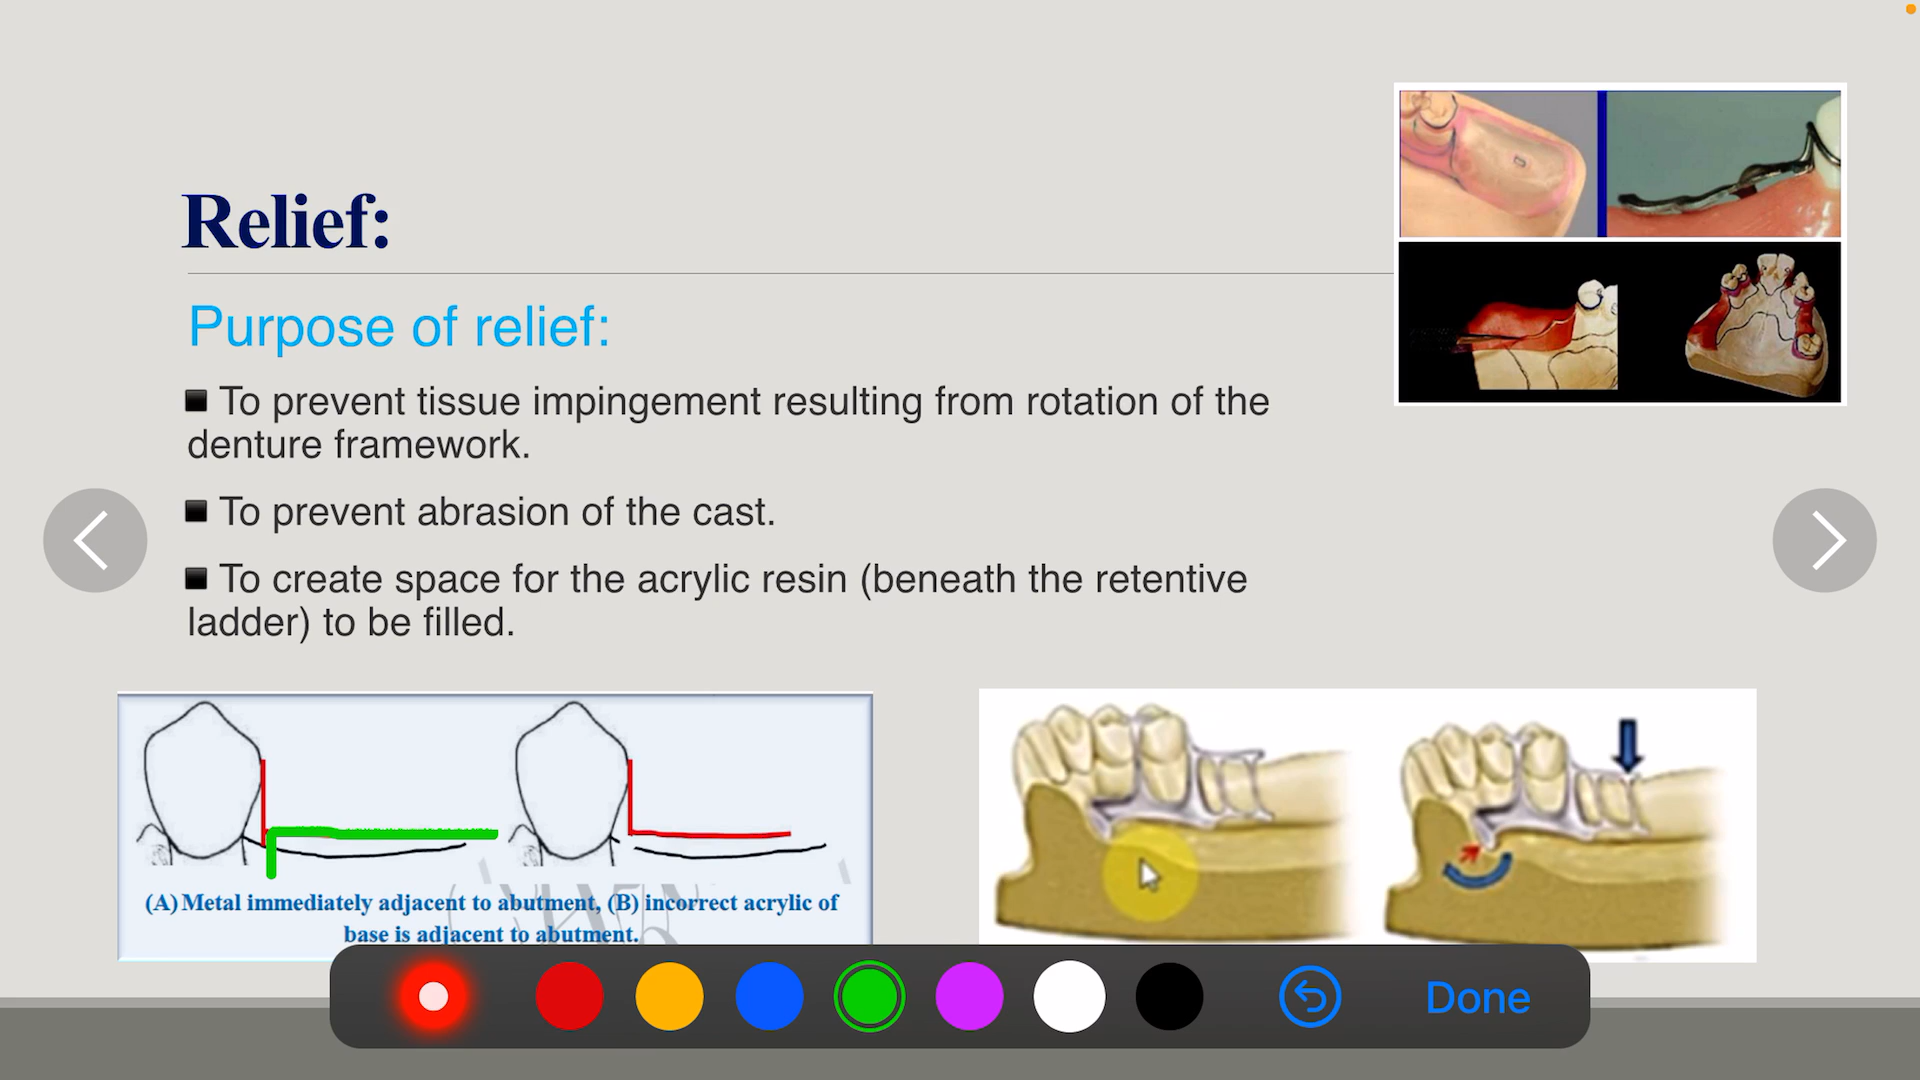 Relief:
Purpose of relief:
▪ To prevent tissue impingement resulting from rotation of the
denture framework.
▪ To prevent abrasion of the cast.
▪ To create space for the acrylic resin (beneath the retentive
ladder) to be filled.
(A) Metal immediately adjacent to abutment, (B) incorrect acrylic of
base is adjacent to abutment.
Done